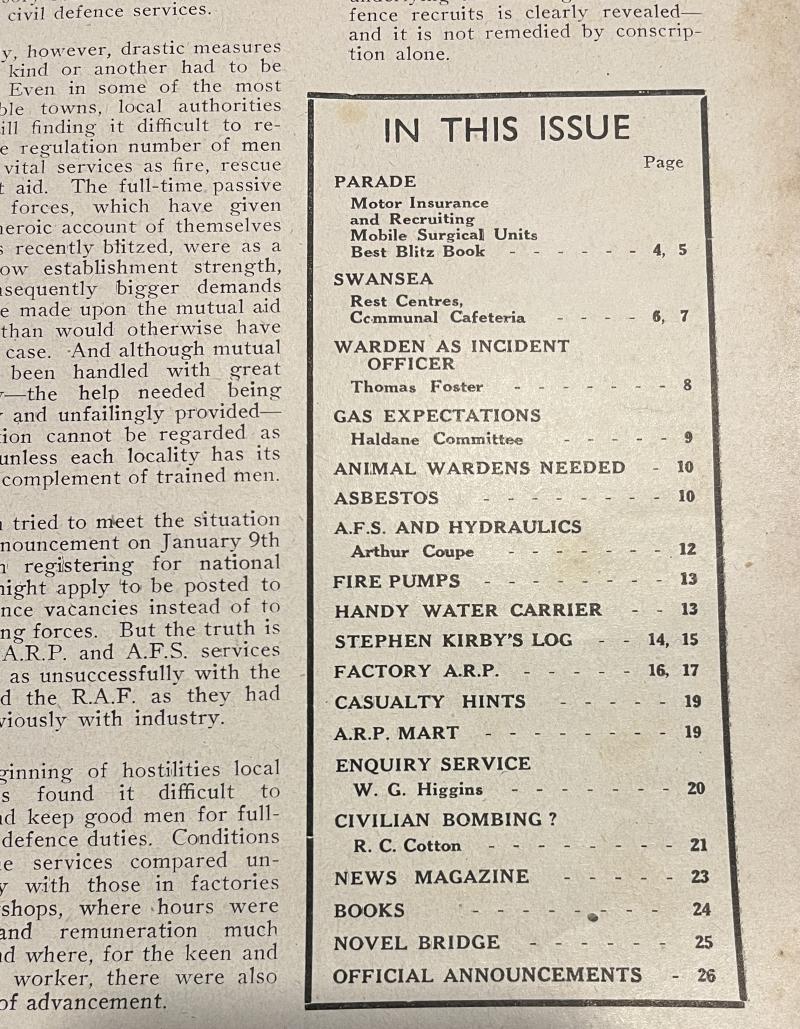 civil defence services.
however, drastic measures
kind or another had to be
Even in some of the most
towns, local authorities
finding it difficult to re-
regulation number of men
vital services as fire, rescue
aid. The full-time passive
forces, which have given
account of themselves
recently blitzed, were as a
establishment strength,
bigger demands
made upon the mutual aid
than would otherwise have
case. And although mutual
been handled with great
—the help needed being
and unfailingly provided—
cannot be regarded as
unless each locality has its
complement of trained men.
tried to meet the situation
on January 9th
registering for national
might apply to be posted to
vacancies instead of to
forces. But the truth is
A.R.P. and A.F.S. services
as unsuccessfully with the
the R.A.F. as they had
with industry.
of hostilities local
found it difficult to
keep good men for full-
defence duties. Conditions
services compared un-
with those in factories
where hours were
and remuneration much
where, for the keen and
worker, there were also
of advancement.
fence recruits is clearly revealed—
and it is not remedied by conscrip-
tion alone.
IN THIS ISSUE
Page
PARADE
Motor Insurance
and Recruiting
Mobile Surgical Units
Best Blitz Book - - - - - - 4, 5
SWANSEA
Rest Centres,
Communal Cafeteria - - - - 6, 7
WARDEN AS INCIDENT
OFFICER
Thomas Foster - - - - - - - 8
GAS EXPECTATIONS
Haldane Committee - - - - - 9
ANIMAL WARDENS NEEDED - 10
ASBESTOS - - - - - - - - 10
A.F.S. AND HYDRAULICS
Arthur Coupe - - - - - - - 12
FIRE PUMPS - - - - - - - 13
HANDY WATER CARRIER - - 13
STEPHEN KIRBY'S LOG - - 14, 15
FACTORY A.R.P. - - - - - 16, 17
CASUALTY HINTS - - - - - 19
A.R.P. MART - - - - - - - 19
ENQUIRY SERVICE
W. G. Higgins - - - - - - - 20
CIVILIAN BOMBING ?
R. C. Cotton - - - - - - - - 21
NEWS MAGAZINE - - - - - 23
BOOKS - - - - - - - - 24
NOVEL BRIDGE - - - - - - 25
OFFICIAL ANNOUNCEMENTS - 26